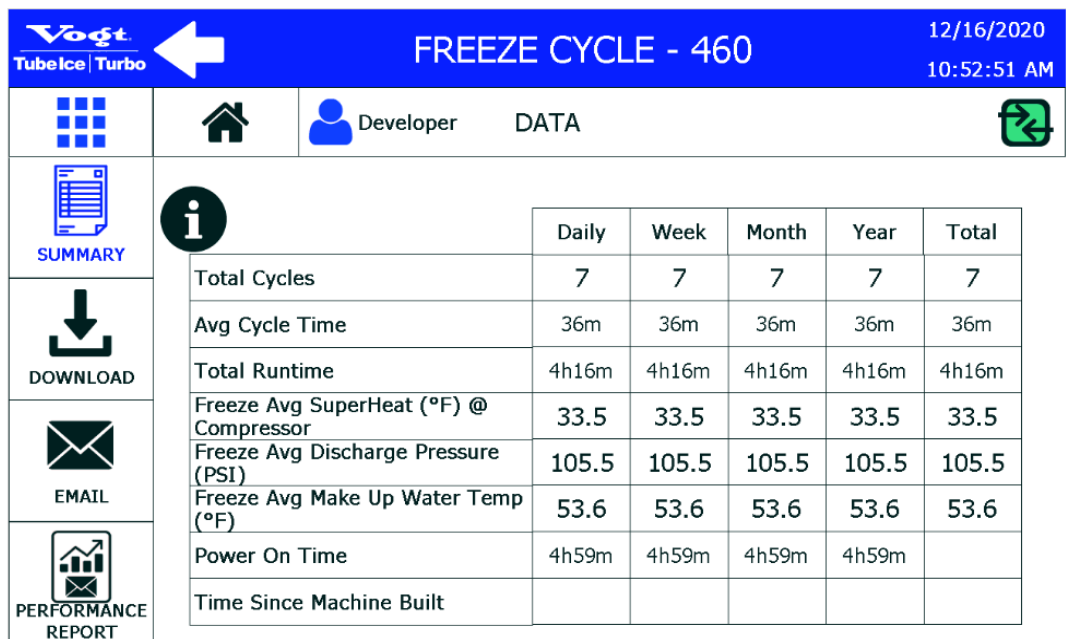 Vogt.
TubeIce | Turbo
FREEZE CYCLE - 460
12/16/2020
10:52:51 AM
Developer
DATA
SUMMARY
DOWNLOAD
EMAIL
PERFORMANCE
REPORT
i
Daily Week Month Year Total
Total Cycles 7 7 7 7 7
Avg Cycle Time 36m 36m 36m 36m 36m
Total Runtime 4h16m 4h16m 4h16m 4h16m 4h16m
Freeze Avg SuperHeat (°F) @
Compressor 33.5 33.5 33.5 33.5 33.5
Freeze Avg Discharge Pressure
(PSI) 105.5 105.5 105.5 105.5 105.5
Freeze Avg Make Up Water Temp
(°F) 53.6 53.6 53.6 53.6 53.6
Power On Time 4h59m 4h59m 4h59m 4h59m
Time Since Machine Built